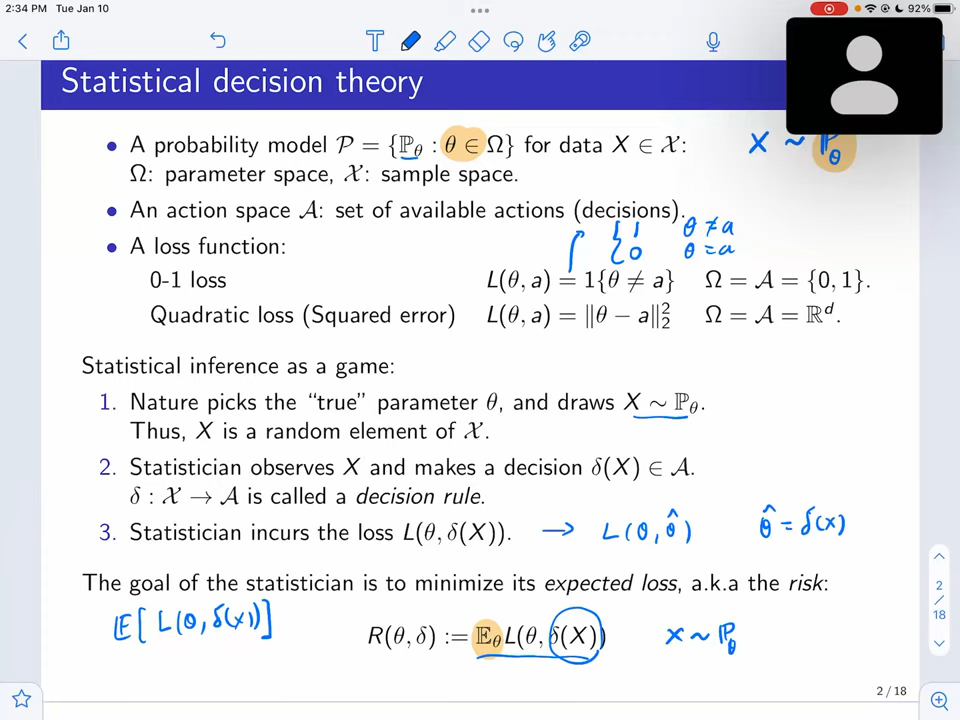 2:34 PM Tue Jan 10
92%
Statistical decision theory
• A probability model 𝒫 = {ℙ_θ : θ ∈ Ω} for data X ∈ 𝒳: X ~ ℙ_θ
Ω: parameter space, 𝒳: sample space.
• An action space 𝒜: set of available actions (decisions).
1 θ ≠ a
• A loss function: { 0 θ = a
0-1 loss L(θ, a) = 1{θ ≠ a} Ω = 𝒜 = {0, 1}.
Quadratic loss (Squared error) L(θ, a) = ‖θ − a‖₂² Ω = 𝒜 = ℝᵈ.
Statistical inference as a game:
1. Nature picks the “true” parameter θ, and draws X ∼ ℙ_θ.
Thus, X is a random element of 𝒳.
2. Statistician observes X and makes a decision δ(X) ∈ 𝒜.
δ : 𝒳 → 𝒜 is called a decision rule.
3. Statistician incurs the loss L(θ, δ(X)). → L(θ, θ̂) θ̂ = δ(X)
The goal of the statistician is to minimize its expected loss, a.k.a the risk:
𝔼[L(θ, δ(X))]
R(θ, δ) := 𝔼_θ L(θ, δ(X)) X ~ ℙ_θ
2 / 18
2
/
18